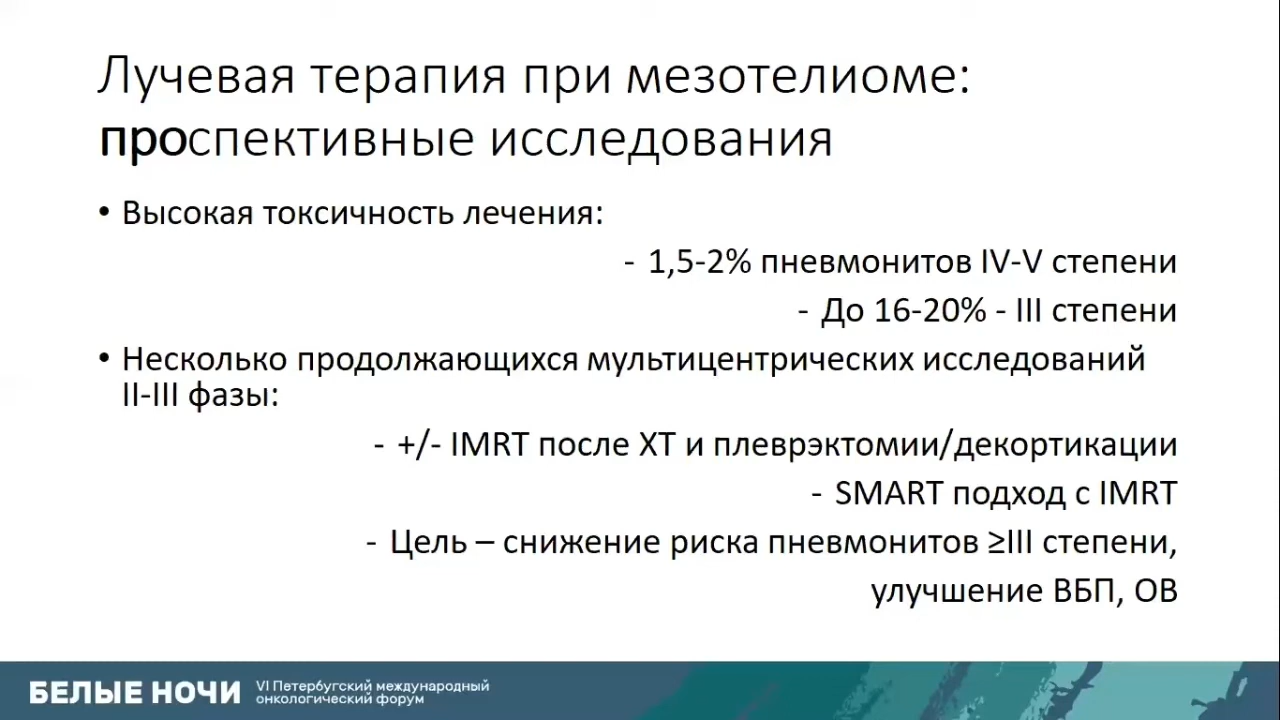 Лучевая терапия при мезотелиоме:
проспективные исследования
• Высокая токсичность лечения:
- 1,5-2% пневмонитов IV-V степени
- До 16-20% - III степени
• Несколько продолжающихся мультицентрических исследований
II-III фазы:
- +/- IMRT после ХТ и плеврэктомии/декортикации
- SMART подход с IMRT
- Цель – снижение риска пневмонитов ≥III степени,
улучшение ВБП, ОВ
БЕЛЫЕ НОЧИ
VI Петербугский международный
онкологический форум